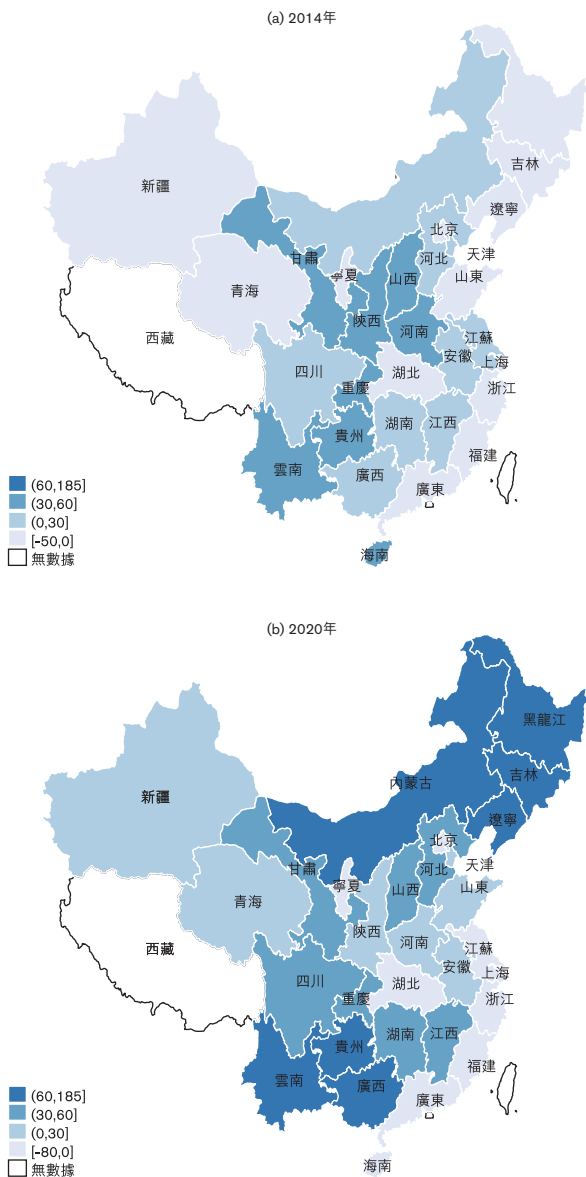 (a) 2014年
吉林
新疆
遼寧
北京
甘肅
天津
河北
寧夏
山西
山東
青海
陝西
河南
西藏
江蘇
安徽
上海
四川
湖北
重慶
浙江
湖南
江西
貴州
福建
雲南
廣西
廣東
(60,185]
(30,60]
(0,30]
[-50,0]
無數據
海南
(b) 2020年
黑龍江
內蒙古
吉林
新疆
遼寧
北京
甘肅
天津
河北
寧夏
山西
山東
青海
陝西
河南
江蘇
西藏
安徽
上海
四川
湖北
重慶
浙江
湖南
江西
貴州
福建
雲南
廣西
廣東
(60,185]
(30,60]
(0,30]
[-80,0]
無數據
海南